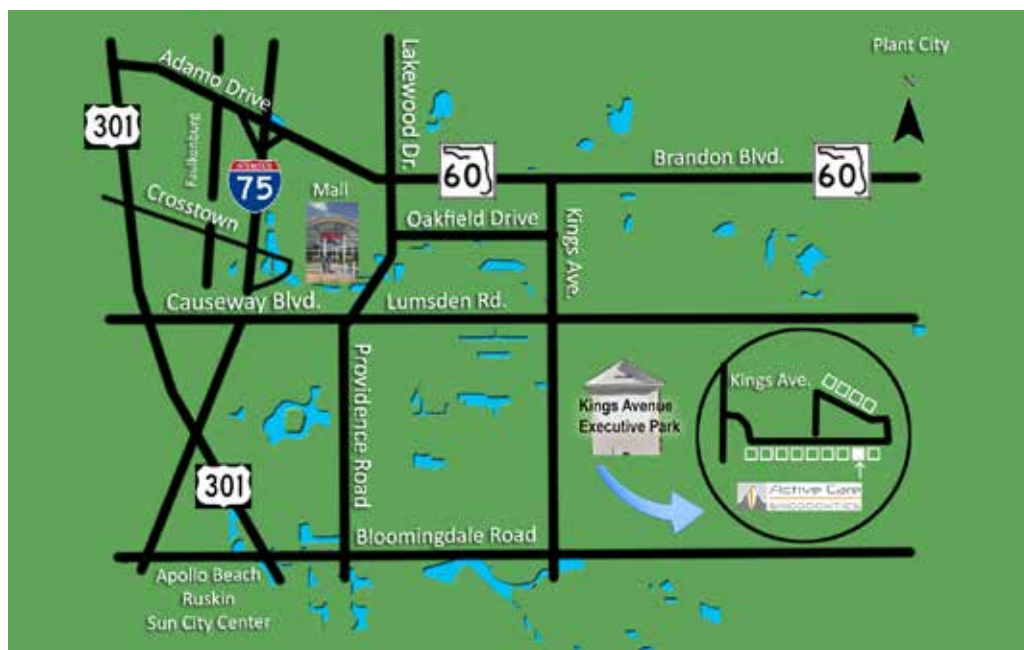 Plant City
N
Adamo Drive
Lakewood Dr.
301
Faulkenburg
60
Brandon Blvd.
60
INTERSTATE
75
Mall
Crosstown
Oakfield Drive
Kings Ave.
Causeway Blvd.
Lumsden Rd.
Providence Road
Kings Ave.
Kings Avenue
Executive Park
301
Active Care
ENDODONTICS
Bloomingdale Road
Apollo Beach
Ruskin
Sun City Center